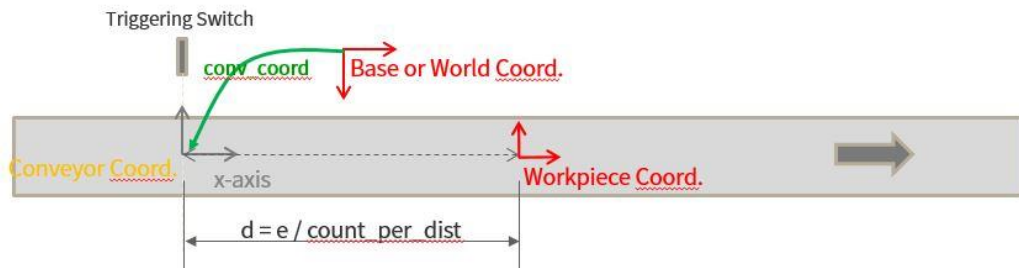 Triggering Switch
conv_coord
Base or World Coord.
Conveyor Coord.
x-axis
Workpiece Coord.
d = e / count_per_dist